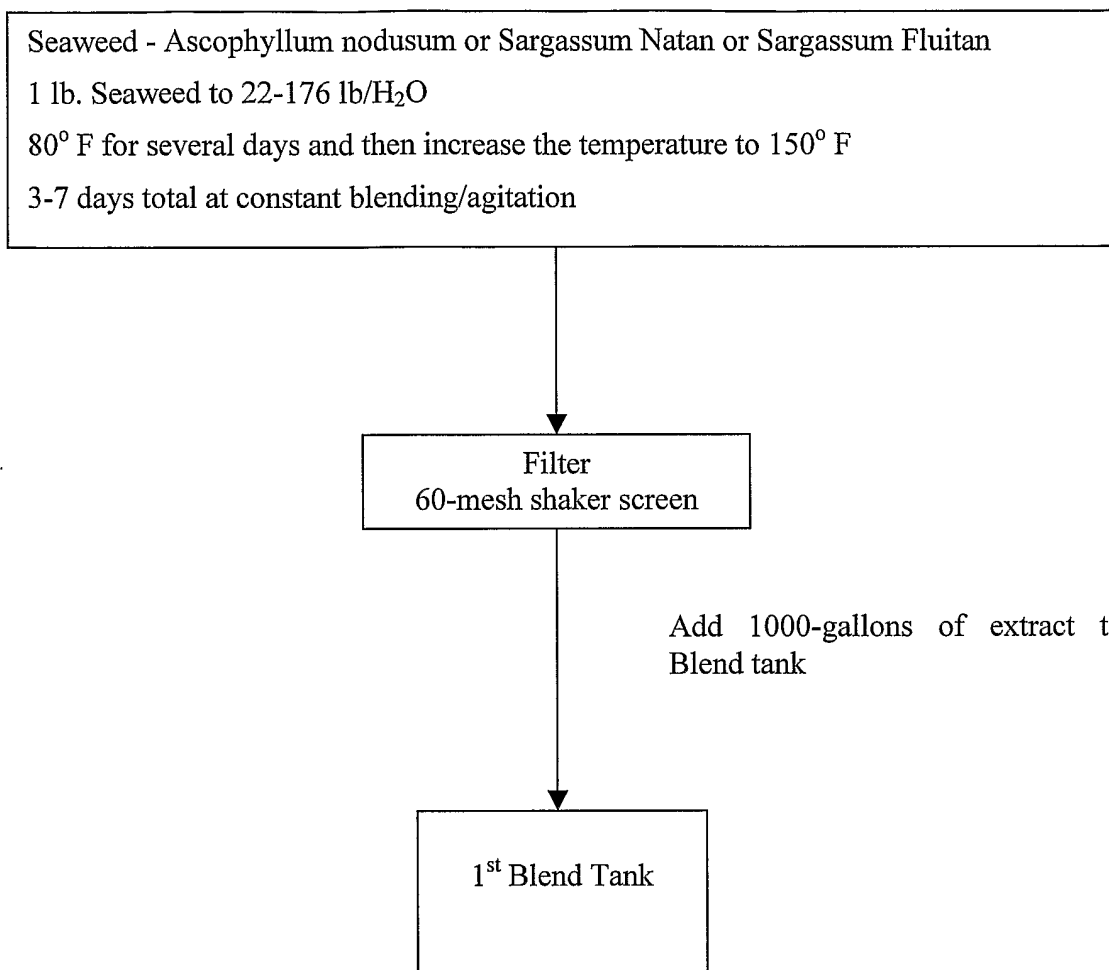 Seaweed - Ascophyllum nodusum or Sargassum Natan or Sargassum Fluitan
1 lb. Seaweed to 22-176 lb/H₂O
80° F for several days and then increase the temperature to 150° F
3-7 days total at constant blending/agitation
Filter
60-mesh shaker screen
Add 1000-gallons of extract t
Blend tank
1st Blend Tank